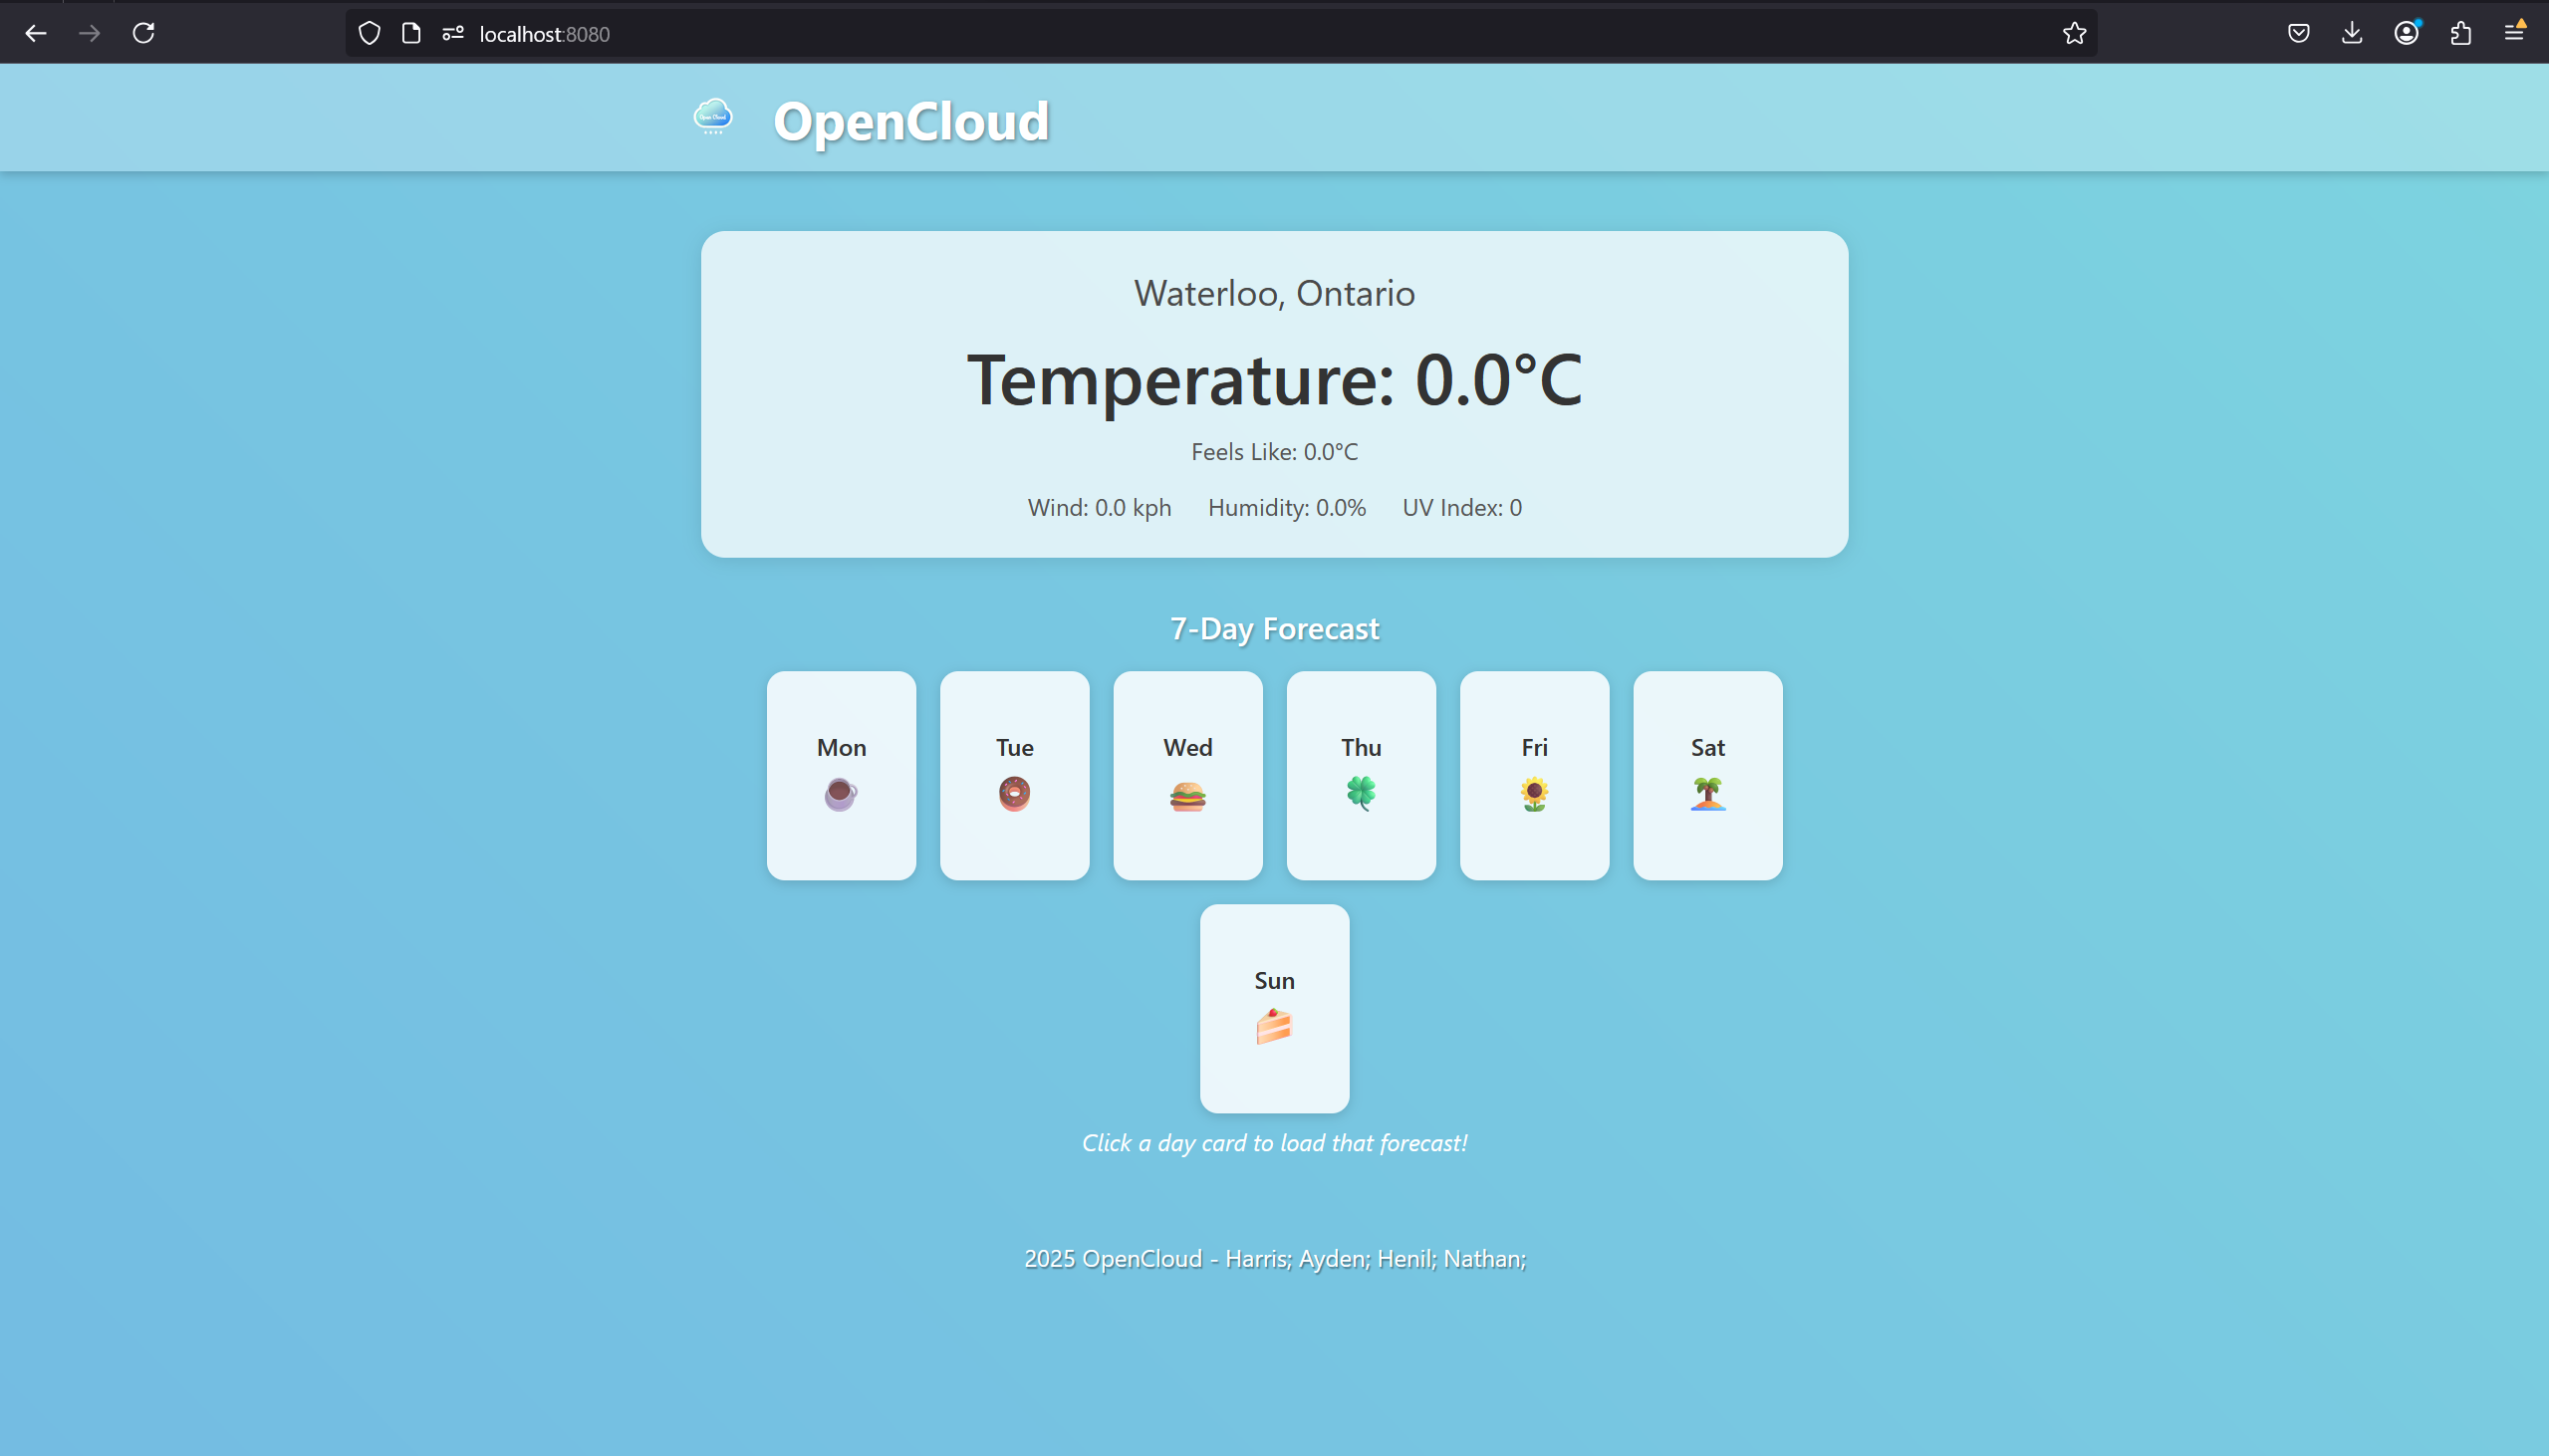 localhost:8080
Open Cloud
OpenCloud
Waterloo, Ontario
Temperature: 0.0°C
Feels Like: 0.0°C
Wind: 0.0 kph Humidity: 0.0% UV Index: 0
7-Day Forecast
Mon Tue Wed Thu Fri Sat
Sun
Click a day card to load that forecast!
2025 OpenCloud - Harris; Ayden; Henil; Nathan;